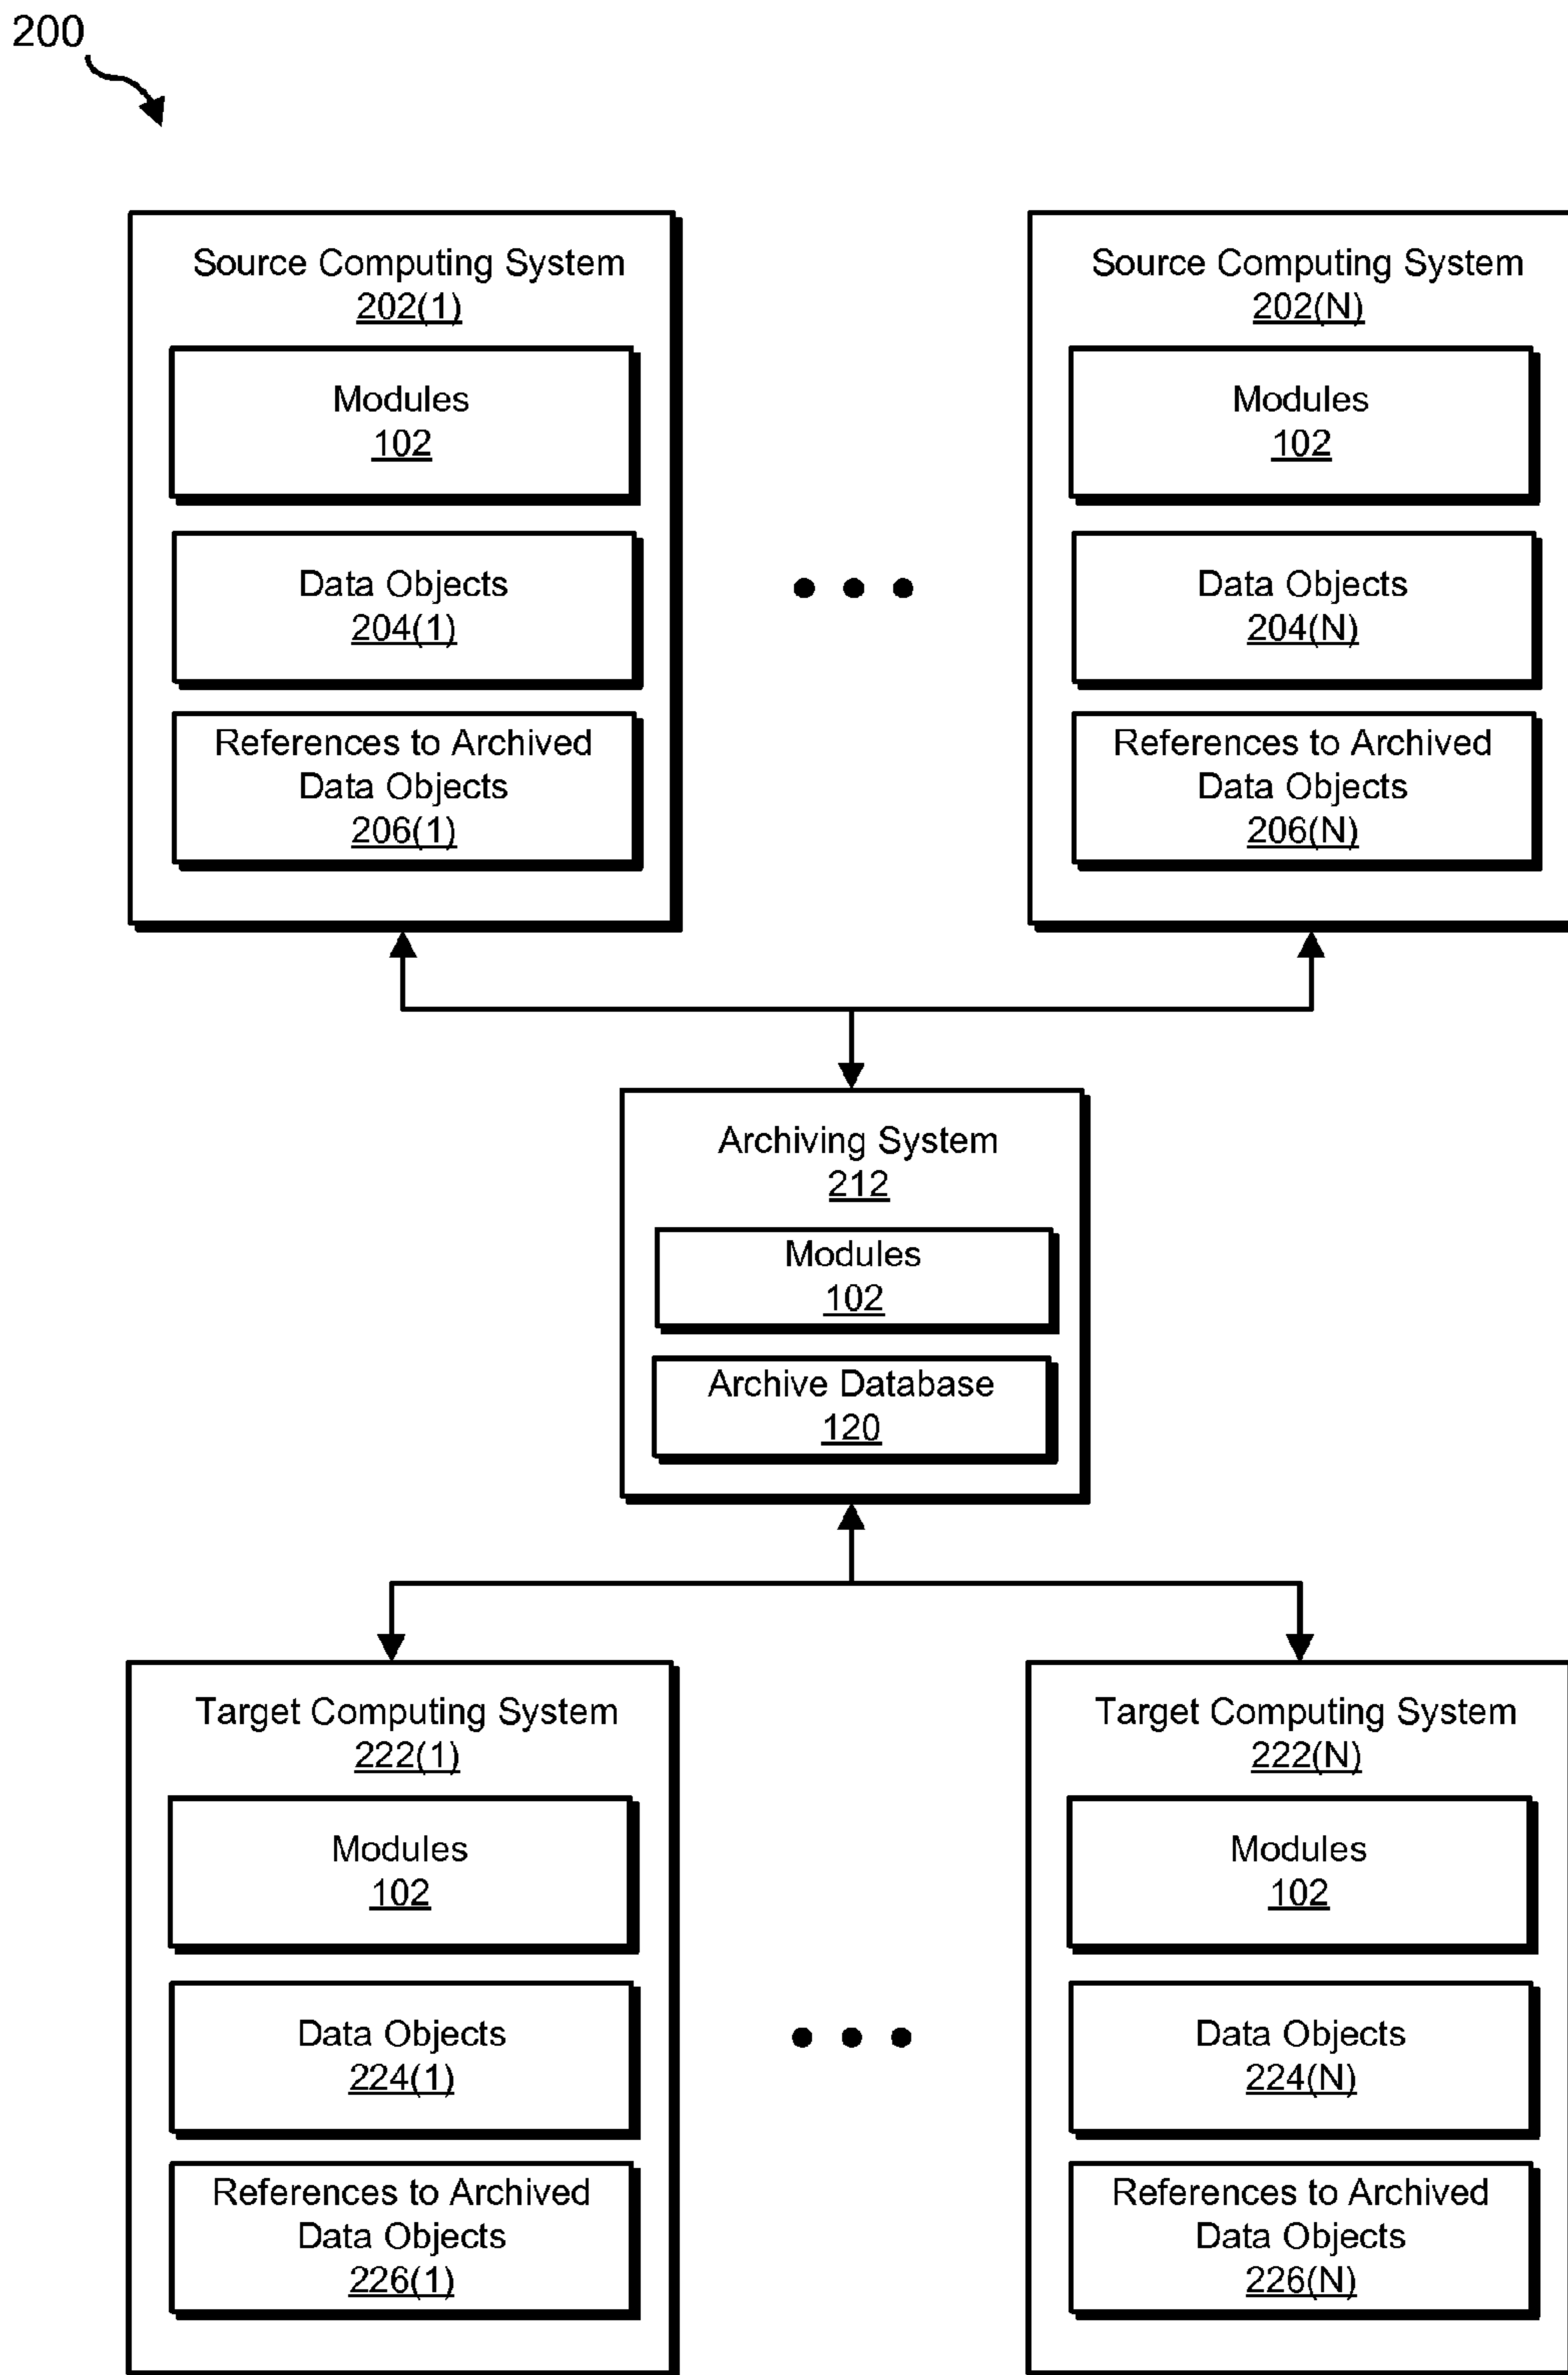 200
Source Computing System
202(1)
Modules
102
Data Objects
204(1)
References to Archived
Data Objects
206(1)
Source Computing System
202(N)
Modules
102
Data Objects
204(N)
References to Archived
Data Objects
206(N)
Archiving System
212
Modules
102
Archive Database
120
Target Computing System
222(1)
Modules
102
Data Objects
224(1)
References to Archived
Data Objects
226(1)
Target Computing System
222(N)
Modules
102
Data Objects
224(N)
References to Archived
Data Objects
226(N)